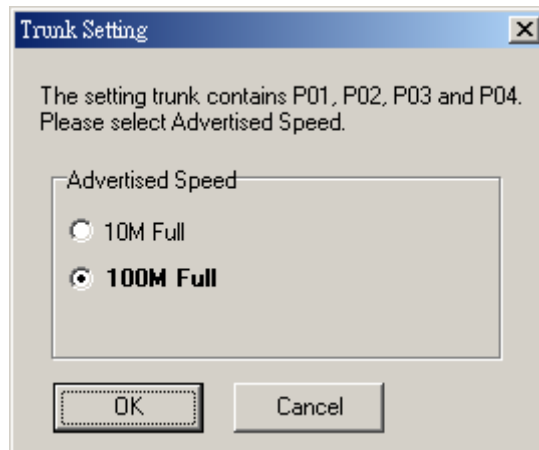 Trunk Setting
The setting trunk contains P01, P02, P03 and P04.
Please select Advertised Speed.
Advertised Speed
10M Full
100M Full
OK
Cancel